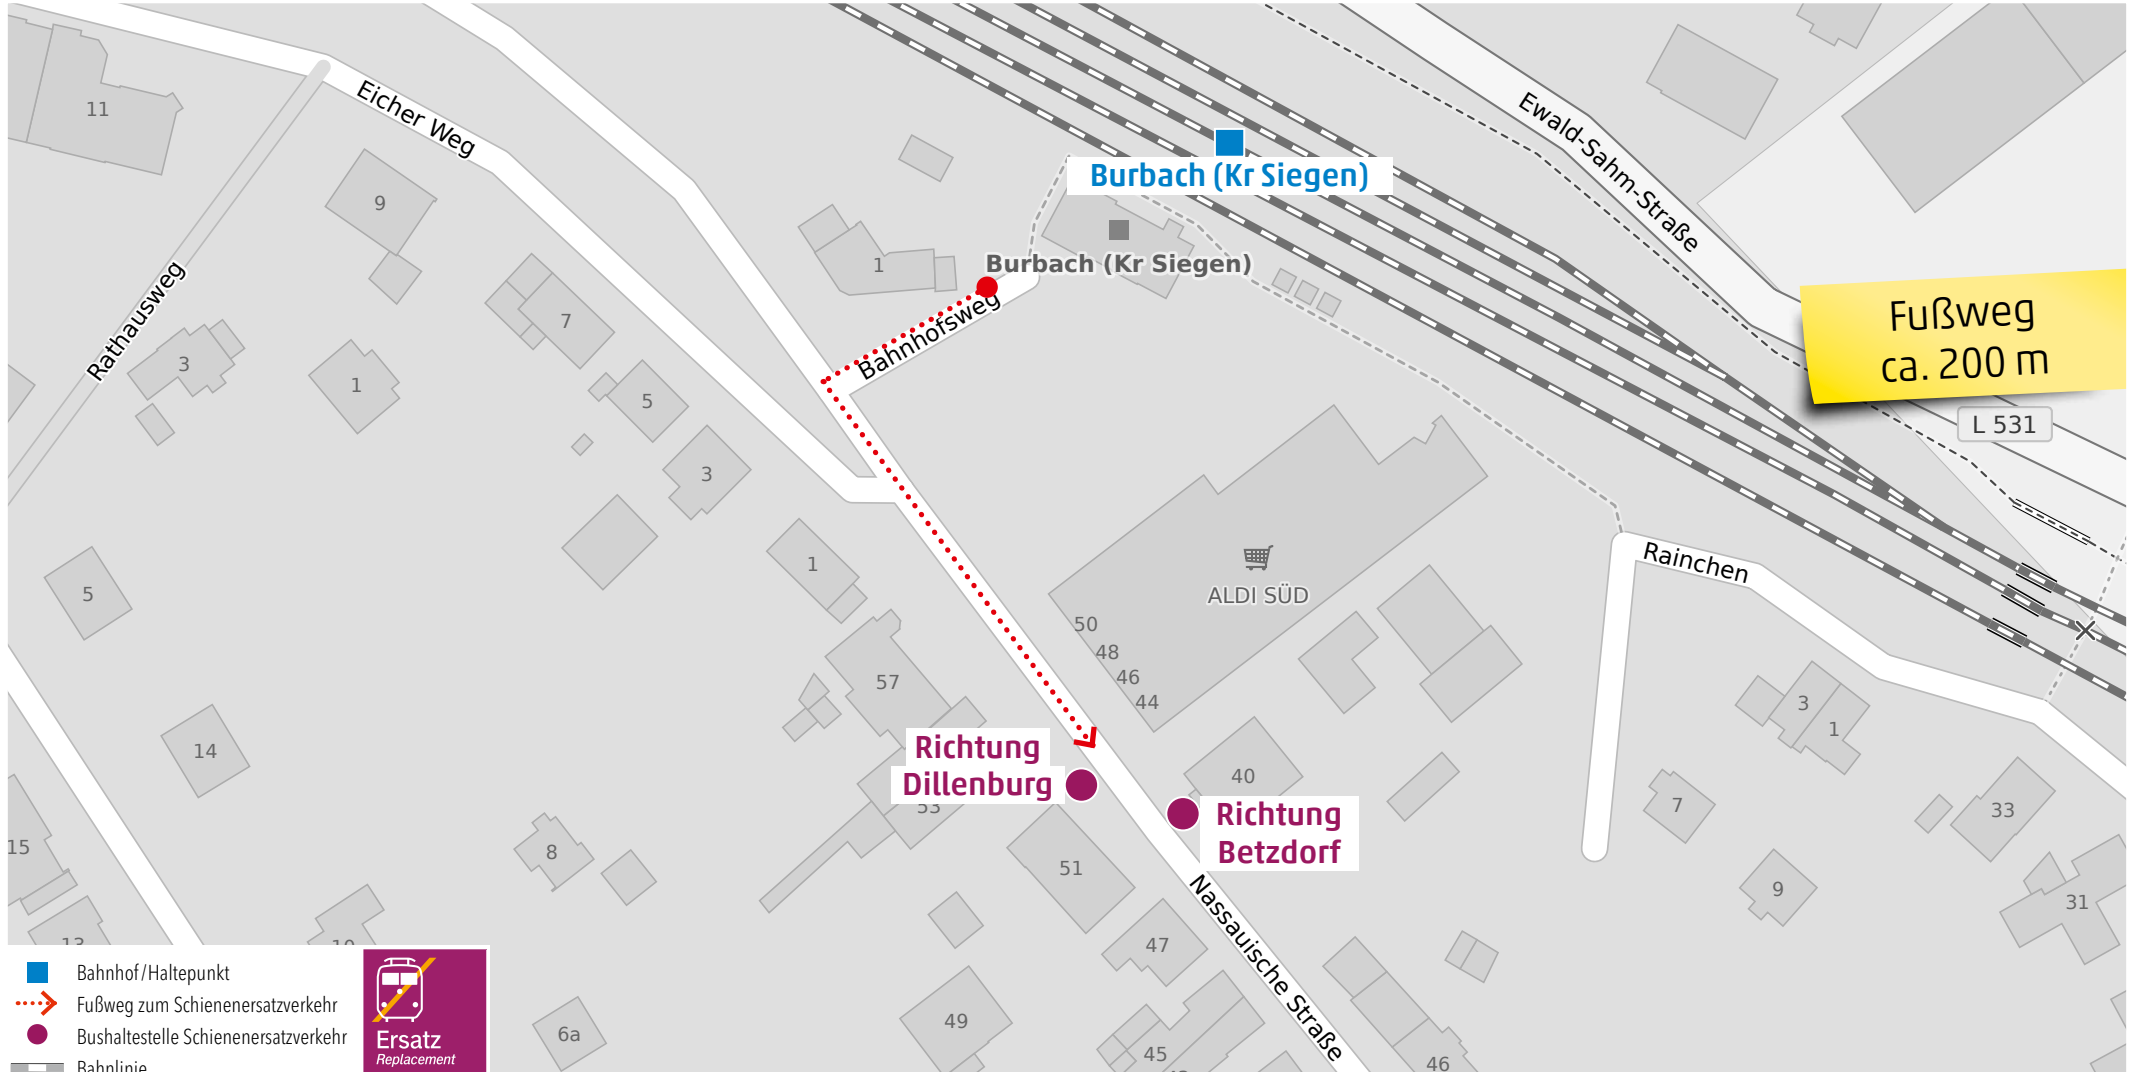 11
Eicher Weg
Ewald-Sahm-Straße
Burbach (Kr Siegen)
9
Burbach (Kr Siegen)
1
Rathausweg
Bahnhofsweg
Fußweg
ca. 200 m
7
3
1
5
L 531
3
1
Rainchen
5
ALDI SÜD
50
48
46
44
57
3
1
14
Richtung
Dillenburg
40
53
Richtung
Betzdorf
7
33
15
8
51
9
31
Nassauische Straße
13
10
47
49
6a
45
46
Bahnhof/Haltepunkt
Fußweg zum Schienenersatzverkehr
Bushaltestelle Schienenersatzverkehr
Bahnlinie
Ersatz
Replacement